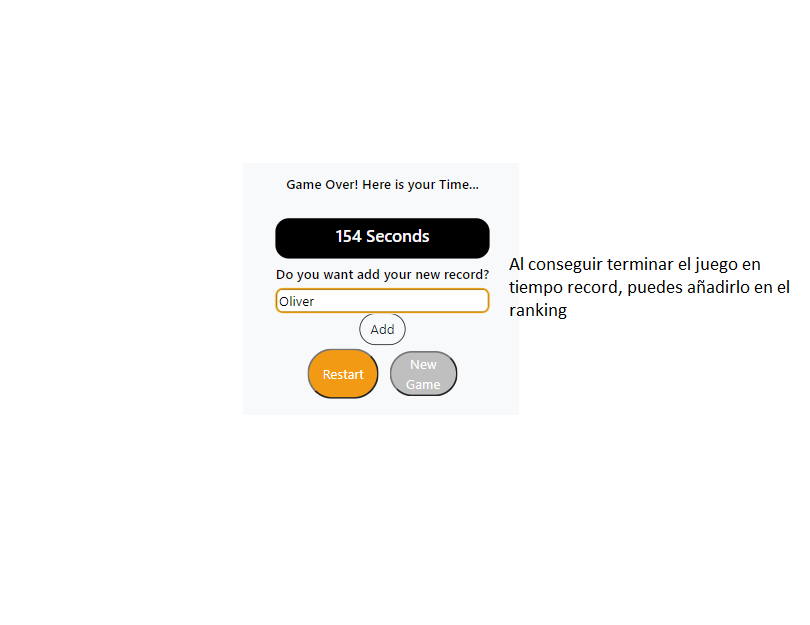 Game Over! Here is your Time...
154 Seconds
Do you want add your new record?
Oliver
Add
Restart
New
Game
Al conseguir terminar el juego en
tiempo record, puedes añadirlo en el
ranking